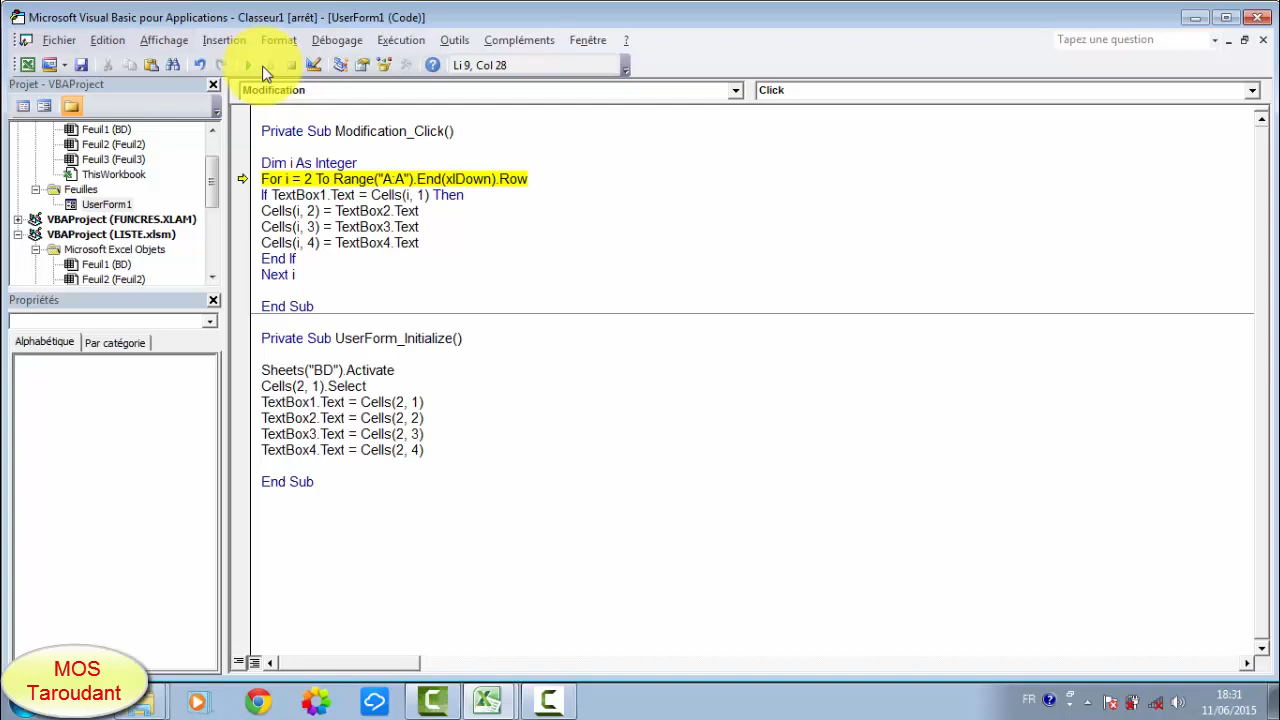 Microsoft Visual Basic pour Applications - Classeur1 [arrêt] - [UserForm1 (Code)]
Fichier Edition Affichage Insertion Format Débogage Exécution Outils Compléments Fenêtre ? Tapez une question
Li 9, Col 28
Projet - VBAProject
Modification Click
Feuil1 (BD)
Feuil2 (Feuil2)
Feuil3 (Feuil3)
ThisWorkbook
Feuilles
UserForm1
VBAProject (FUNCRES.XLAM)
VBAProject (LISTE.xlsm)
Microsoft Excel Objets
Feuil1 (BD)
Feuil2 (Feuil2)
Propriétés
Alphabétique Par catégorie
Private Sub Modification_Click()
Dim i As Integer
For i = 2 To Range("A:A").End(xlDown).Row
If TextBox1.Text = Cells(i, 1) Then
Cells(i, 2) = TextBox2.Text
Cells(i, 3) = TextBox3.Text
Cells(i, 4) = TextBox4.Text
End If
Next i
End Sub
Private Sub UserForm_Initialize()
Sheets("BD").Activate
Cells(2, 1).Select
TextBox1.Text = Cells(2, 1)
TextBox2.Text = Cells(2, 2)
TextBox3.Text = Cells(2, 3)
TextBox4.Text = Cells(2, 4)
End Sub
MOS
Taroudant
FR
18:31
11/06/2015